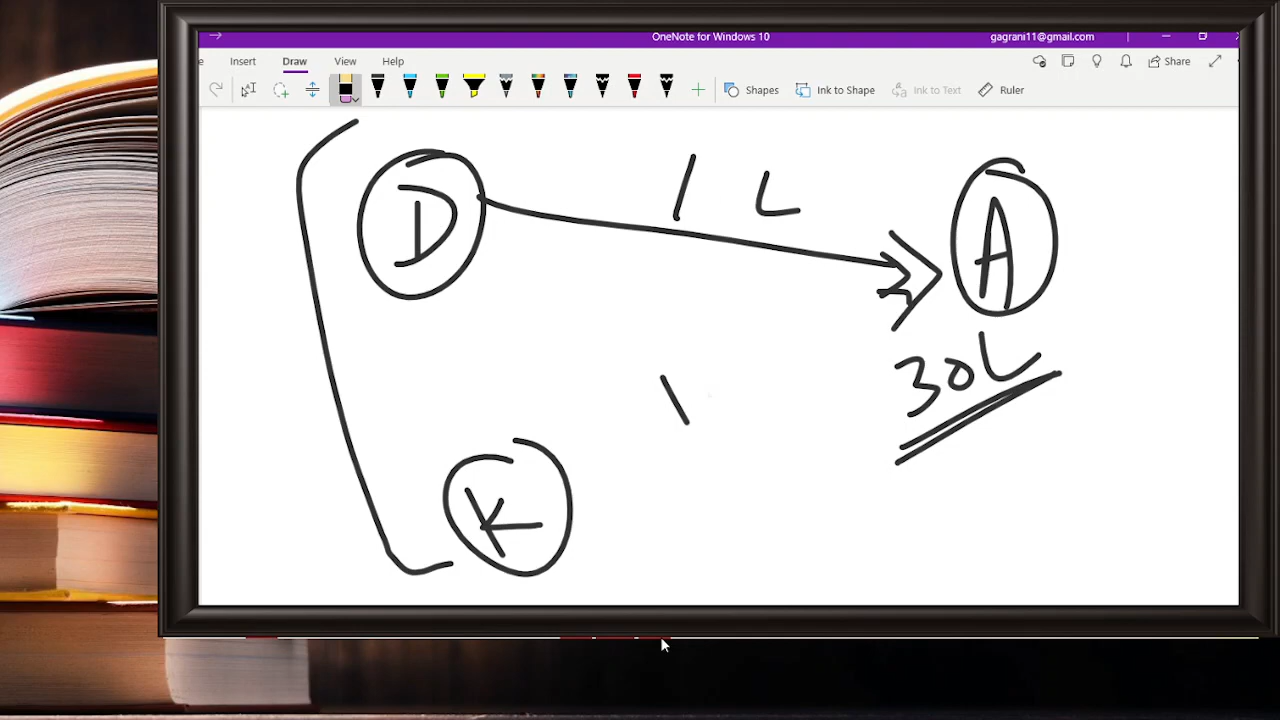 OneNote for Windows 10
gagrani11@gmail.com
Insert Draw View Help
Share
Shapes
Ink to Shape
Ink to Text
Ruler
1 L
D
A
30L
K